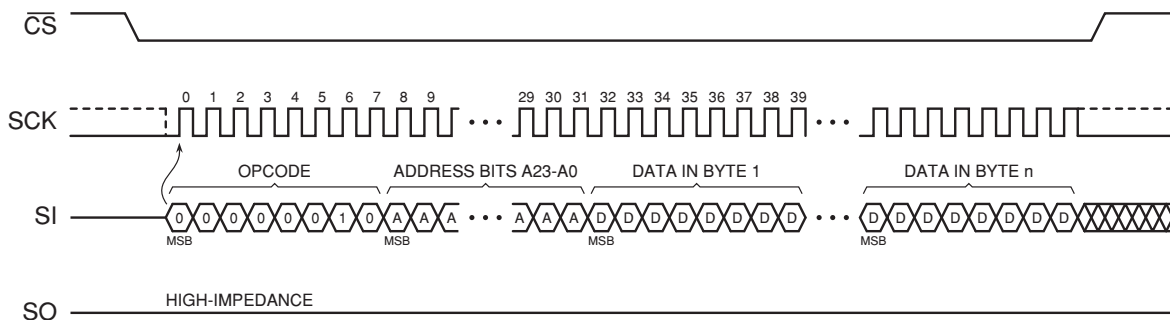 CS
SCK
0 1 2 3 4 5 6 7 8 9 29 30 31 32 33 34 35 36 37 38 39
OPCODE ADDRESS BITS A23-A0 DATA IN BYTE 1 DATA IN BYTE n
SI
0 0 0 0 0 0 1 0 A A A A A A D D D D D D D D D D D D D D D D
MSB MSB MSB MSB
SO
HIGH-IMPEDANCE